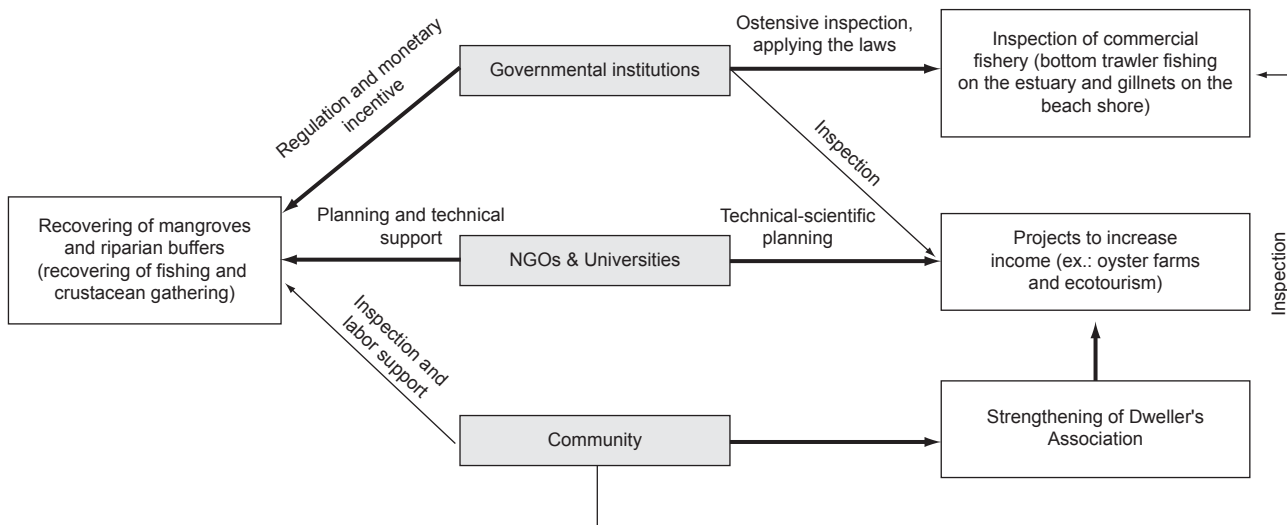 Ostensive inspection,
applying the laws
Governmental institutions
Inspection of commercial
fishery (bottom trawler fishing
on the estuary and gillnets on the
beach shore)
Regulation and monetary
incentive
Inspection
Recovering of mangroves
and riparian buffers
(recovering of fishing and
crustacean gathering)
Planning and technical
support
NGOs & Universities
Technical-scientific
planning
Projects to increase
income (ex.: oyster farms
and ecotourism)
Inspection
Inspection and
labor support
Community
Strengthening of Dweller's
Association